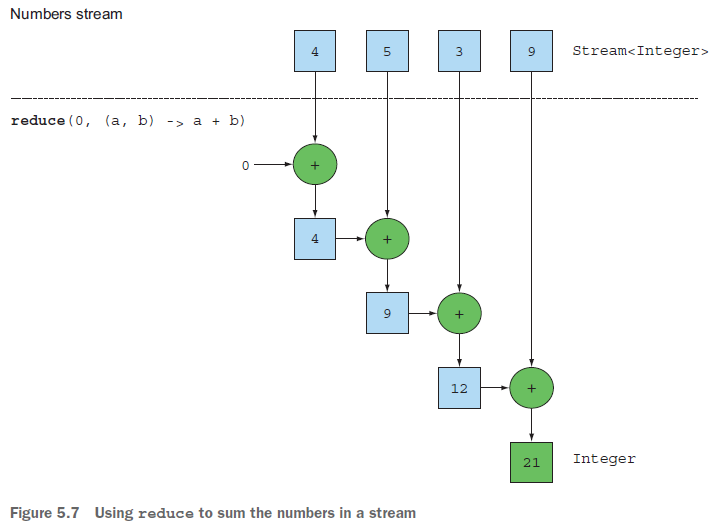 Numbers stream
4 5 3 9 Stream<Integer>
reduce(0, (a, b) -> a + b)
0 +
4 +
9 +
12 +
21 Integer
Figure 5.7 Using reduce to sum the numbers in a stream